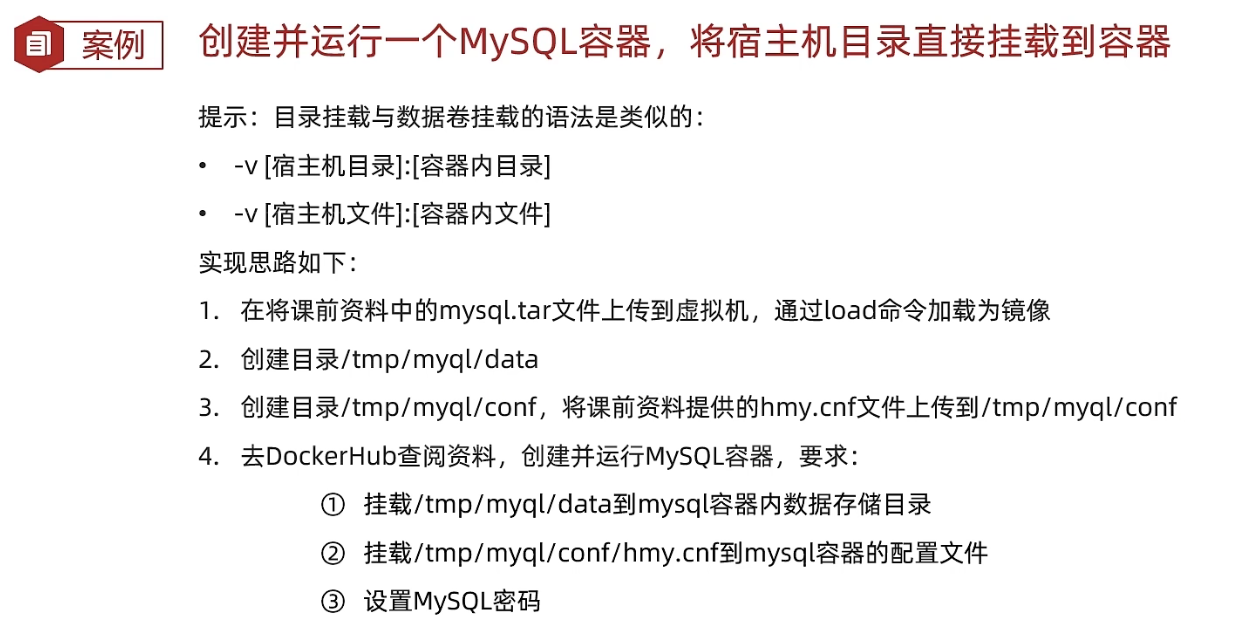 案例
创建并运行一个MySQL容器，将宿主机目录直接挂载到容器
提示：目录挂载与数据卷挂载的语法是类似的：
• -v [宿主机目录]:[容器内目录]
• -v [宿主机文件]:[容器内文件]
实现思路如下：
1. 在将课前资料中的mysql.tar文件上传到虚拟机，通过load命令加载为镜像
2. 创建目录/tmp/myql/data
3. 创建目录/tmp/myql/conf，将课前资料提供的hmy.cnf文件上传到/tmp/myql/conf
4. 去DockerHub查阅资料，创建并运行MySQL容器，要求：
① 挂载/tmp/myql/data到mysql容器内数据存储目录
② 挂载/tmp/myql/conf/hmy.cnf到mysql容器的配置文件
③ 设置MySQL密码